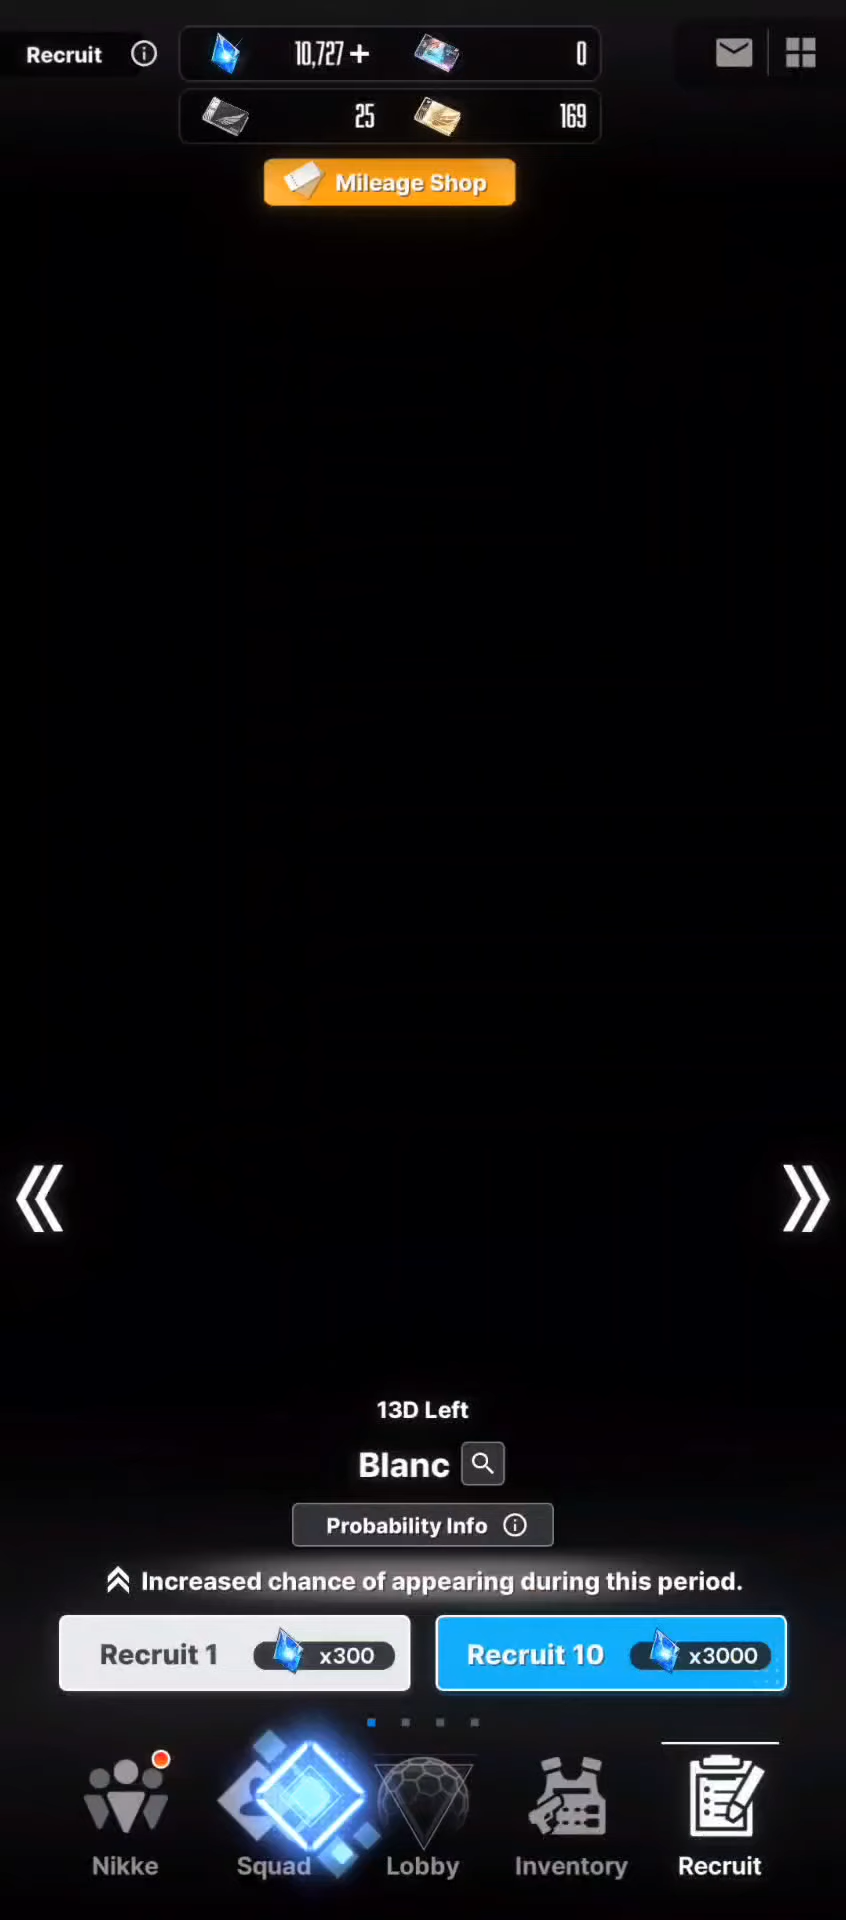 Recruit
10,727
0
25
169
Mileage Shop
13D Left
Blanc
Probability Info
Increased chance of appearing during this period.
Recruit 1 x300
Recruit 10 x3000
Nikke
Squad
Lobby
Inventory
Recruit